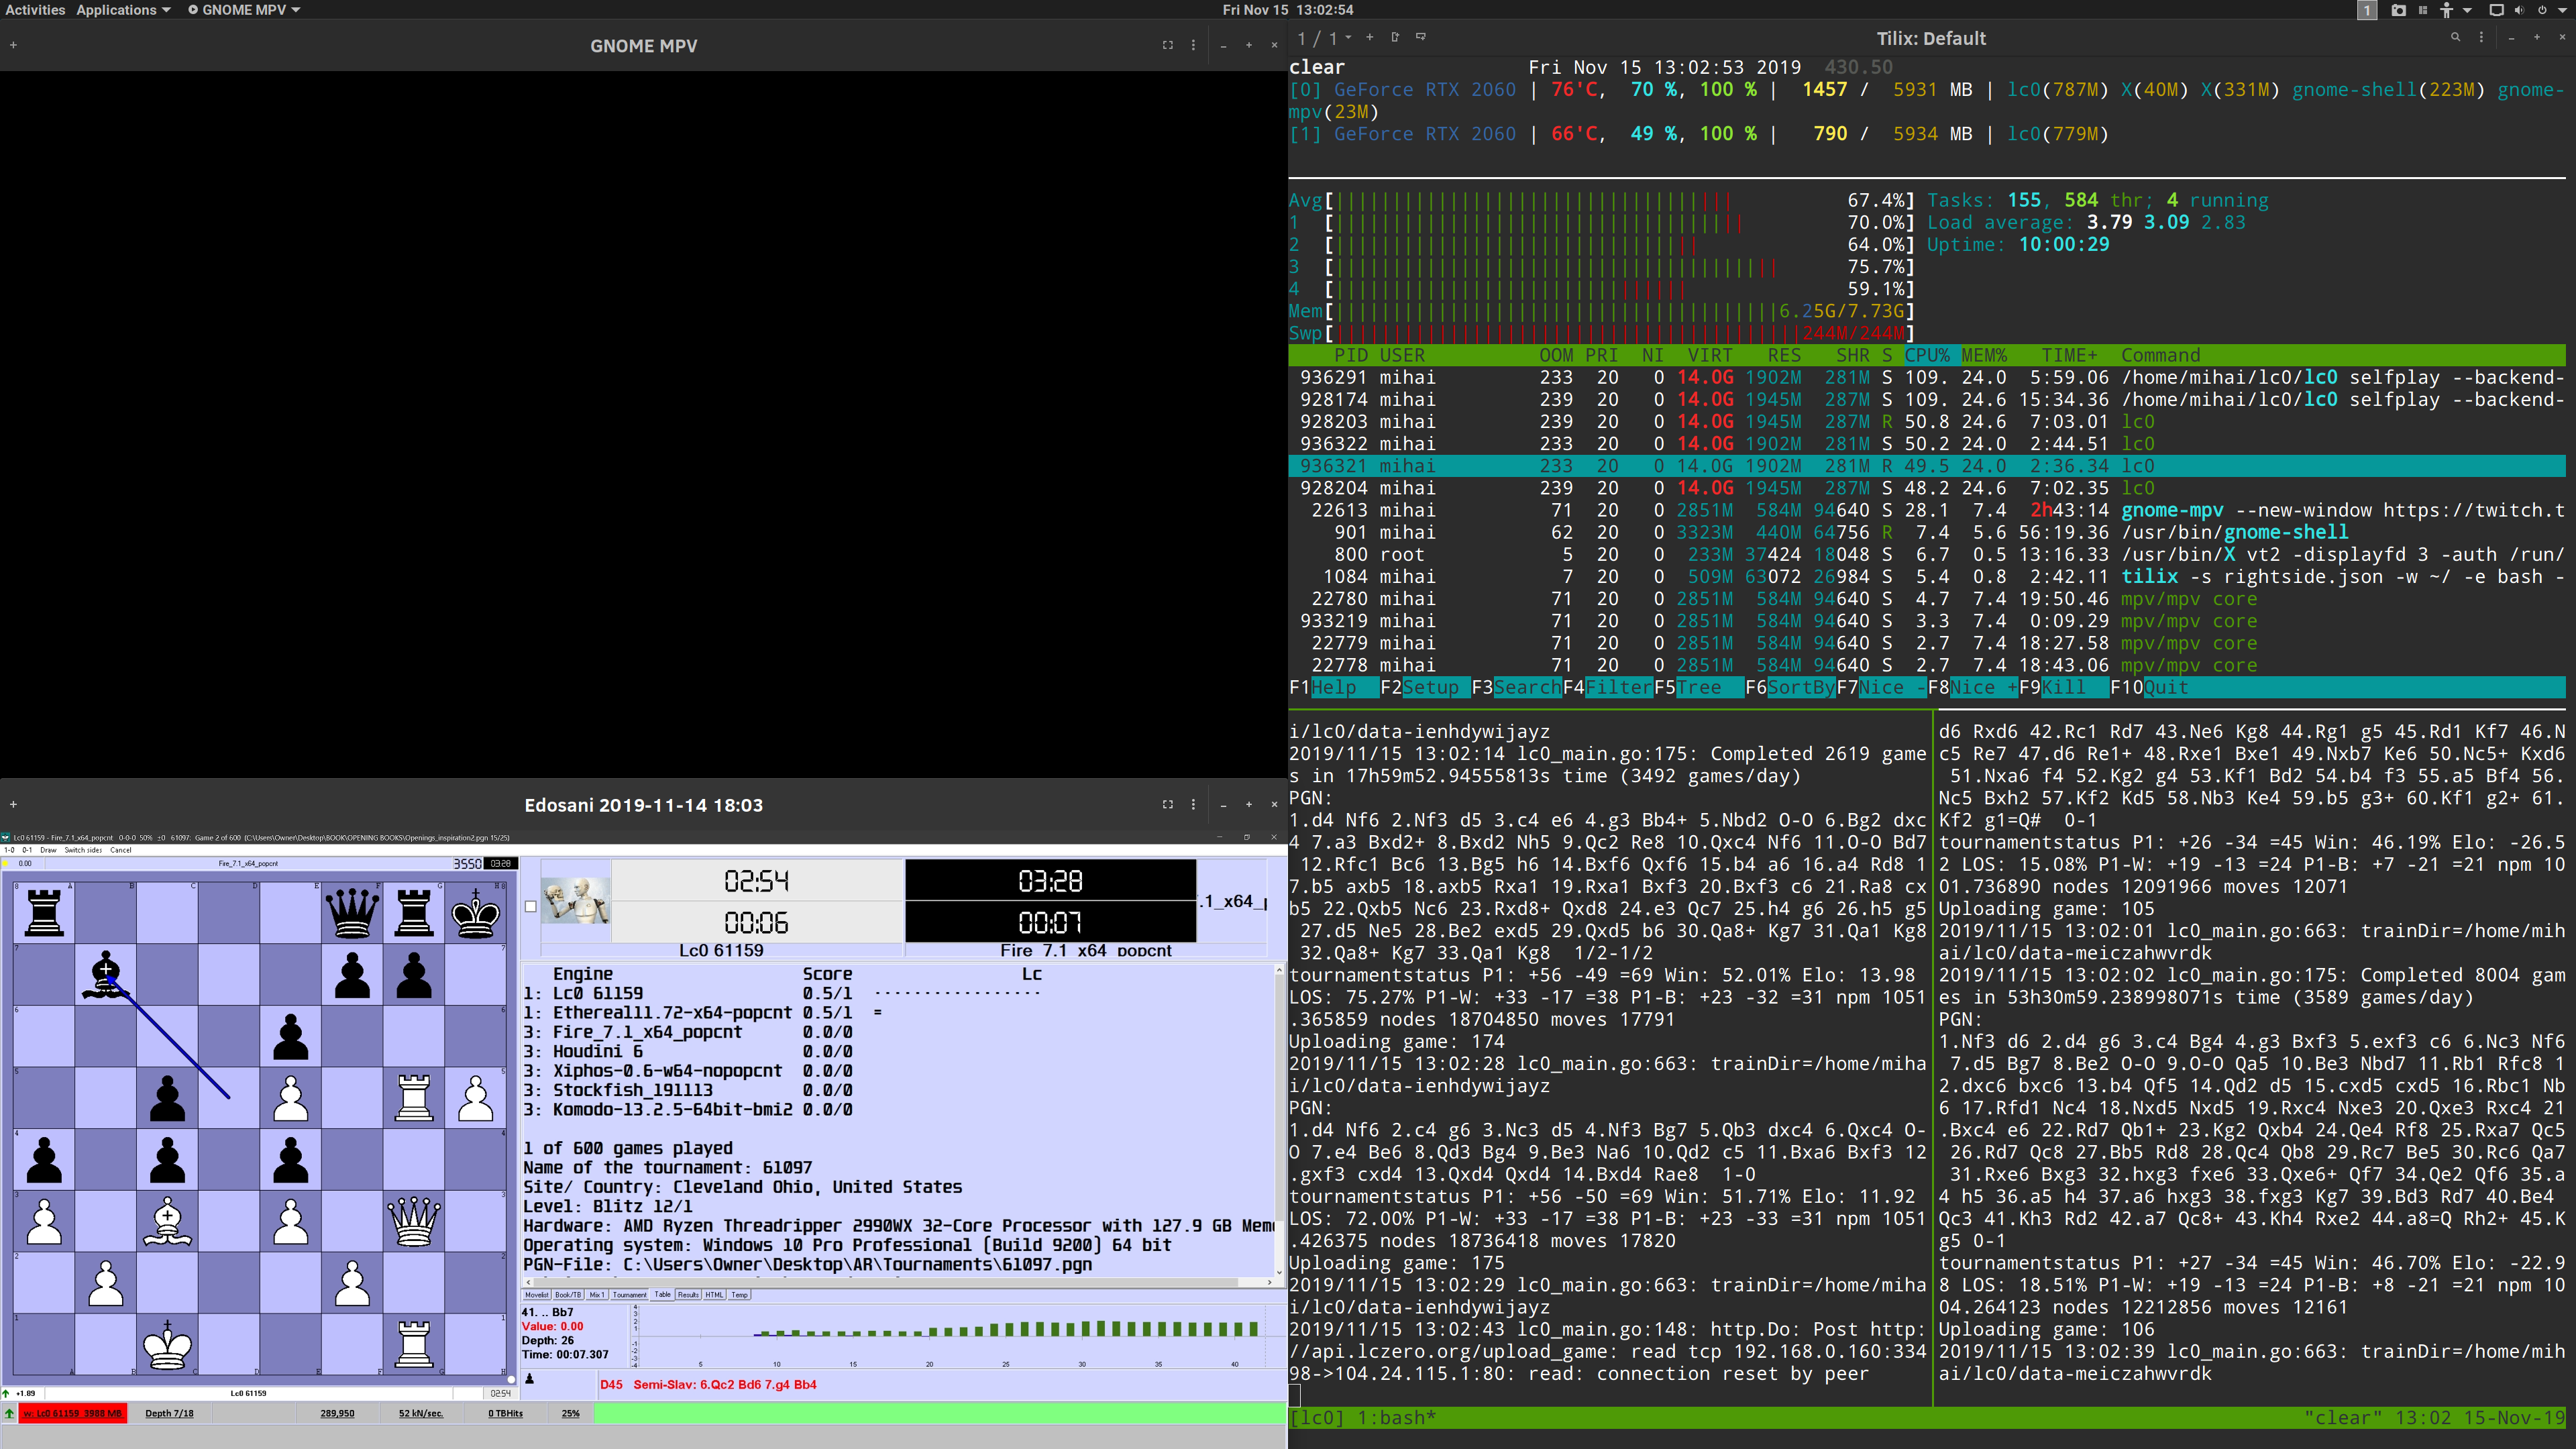 Activities Applications GNOME MPV Fri Nov 15 13:02:54 1
GNOME MPV
1 / 1 Tilix: Default
clear Fri Nov 15 13:02:53 2019 430.50
[0] GeForce RTX 2060 | 76'C, 70 %, 100 % | 1457 / 5931 MB | lc0(787M) X(40M) X(331M) gnome-shell(223M) gnome-
mpv(23M)
[1] GeForce RTX 2060 | 66'C, 49 %, 100 % | 790 / 5934 MB | lc0(779M)
Avg[ 67.4%] Tasks: 155, 584 thr; 4 running
1 [ 70.0%] Load average: 3.79 3.09 2.83
2 [ 64.0%] Uptime: 10:00:29
3 [ 75.7%]
4 [ 59.1%]
Mem[ 6.25G/7.73G]
Swp[ 244M/244M]
PID USER OOM PRI NI VIRT RES SHR S CPU% MEM% TIME+ Command
936291 mihai 233 20 0 14.0G 1902M 281M S 109. 24.0 5:59.06 /home/mihai/lc0/lc0 selfplay --backend-
928174 mihai 239 20 0 14.0G 1945M 287M S 109. 24.6 15:34.36 /home/mihai/lc0/lc0 selfplay --backend-
928203 mihai 239 20 0 14.0G 1945M 287M R 50.8 24.6 7:03.01 lc0
936322 mihai 233 20 0 14.0G 1902M 281M S 50.2 24.0 2:44.51 lc0
936321 mihai 233 20 0 14.0G 1902M 281M R 49.5 24.0 2:36.34 lc0
928204 mihai 239 20 0 14.0G 1945M 287M S 48.2 24.6 7:02.35 lc0
22613 mihai 71 20 0 2851M 584M 94640 S 28.1 7.4 2h43:14 gnome-mpv --new-window https://twitch.t
901 mihai 62 20 0 3323M 440M 64756 R 7.4 5.6 56:19.36 /usr/bin/gnome-shell
800 root 5 20 0 233M 37424 18048 S 6.7 0.5 13:16.33 /usr/bin/X vt2 -displayfd 3 -auth /run/
1084 mihai 7 20 0 509M 63072 26984 S 5.4 0.8 2:42.11 tilix -s rightside.json -w ~/ -e bash -
22780 mihai 71 20 0 2851M 584M 94640 S 4.7 7.4 19:50.46 mpv/mpv core
933219 mihai 71 20 0 2851M 584M 94640 S 3.3 7.4 0:09.29 mpv/mpv core
22779 mihai 71 20 0 2851M 584M 94640 S 2.7 7.4 18:27.58 mpv/mpv core
22778 mihai 71 20 0 2851M 584M 94640 S 2.7 7.4 18:43.06 mpv/mpv core
F1Help F2Setup F3SearchF4FilterF5Tree F6SortByF7Nice -F8Nice +F9Kill F10Quit
i/lc0/data-ienhdywijayz
2019/11/15 13:02:14 lc0_main.go:175: Completed 2619 game
s in 17h59m52.94555813s time (3492 games/day)
PGN:
1.d4 Nf6 2.Nf3 d5 3.c4 e6 4.g3 Bb4+ 5.Nbd2 O-O 6.Bg2 dxc
4 7.a3 Bxd2+ 8.Bxd2 Nh5 9.Qc2 Re8 10.Qxc4 Nf6 11.O-O Bd7
12.Rfc1 Bc6 13.Bg5 h6 14.Bxf6 Qxf6 15.b4 a6 16.a4 Rd8 1
7.b5 axb5 18.axb5 Rxa1 19.Rxa1 Bxf3 20.Bxf3 c6 21.Ra8 cx
b5 22.Qxb5 Nc6 23.Rxd8+ Qxd8 24.e3 Qc7 25.h4 g6 26.h5 g5
27.d5 Ne5 28.Be2 exd5 29.Qxd5 b6 30.Qa8+ Kg7 31.Qa1 Kg8
32.Qa8+ Kg7 33.Qa1 Kg8 1/2-1/2
tournamentstatus P1: +56 -49 =69 Win: 52.01% Elo: 13.98
LOS: 75.27% P1-W: +33 -17 =38 P1-B: +23 -32 =31 npm 1051
.365859 nodes 18704850 moves 17791
Uploading game: 174
2019/11/15 13:02:28 lc0_main.go:663: trainDir=/home/miha
i/lc0/data-ienhdywijayz
PGN:
1.d4 Nf6 2.c4 g6 3.Nc3 d5 4.Nf3 Bg7 5.Qb3 dxc4 6.Qxc4 O-
O 7.e4 Be6 8.Qd3 Bg4 9.Be3 Na6 10.Qd2 c5 11.Bxa6 Bxf3 12
.gxf3 cxd4 13.Qxd4 Qxd4 14.Bxd4 Rae8 1-0
tournamentstatus P1: +56 -50 =69 Win: 51.71% Elo: 11.92
LOS: 72.00% P1-W: +33 -17 =38 P1-B: +23 -33 =31 npm 1051
.426375 nodes 18736418 moves 17820
Uploading game: 175
2019/11/15 13:02:29 lc0_main.go:663: trainDir=/home/miha
i/lc0/data-ienhdywijayz
2019/11/15 13:02:43 lc0_main.go:148: http.Do: Post http:
//api.lczero.org/upload_game: read tcp 192.168.0.160:334
98->104.24.115.1:80: read: connection reset by peer
d6 Rxd6 42.Rc1 Rd7 43.Ne6 Kg8 44.Rg1 g5 45.Rd1 Kf7 46.N
c5 Re7 47.d6 Re1+ 48.Rxe1 Bxe1 49.Nxb7 Ke6 50.Nc5+ Kxd6
51.Nxa6 f4 52.Kg2 g4 53.Kf1 Bd2 54.b4 f3 55.a5 Bf4 56.
Nc5 Bxh2 57.Kf2 Kd5 58.Nb3 Ke4 59.b5 g3+ 60.Kf1 g2+ 61.
Kf2 g1=Q# 0-1
tournamentstatus P1: +26 -34 =45 Win: 46.19% Elo: -26.5
2 LOS: 15.08% P1-W: +19 -13 =24 P1-B: +7 -21 =21 npm 10
01.736890 nodes 12091966 moves 12071
Uploading game: 105
2019/11/15 13:02:01 lc0_main.go:663: trainDir=/home/mih
ai/lc0/data-meiczahwvrdk
2019/11/15 13:02:02 lc0_main.go:175: Completed 8004 gam
es in 53h30m59.238998071s time (3589 games/day)
PGN:
1.Nf3 d6 2.d4 g6 3.c4 Bg4 4.g3 Bxf3 5.exf3 c6 6.Nc3 Nf6
7.d5 Bg7 8.Be2 O-O 9.O-O Qa5 10.Be3 Nbd7 11.Rb1 Rfc8 1
2.dxc6 bxc6 13.b4 Qf5 14.Qd2 d5 15.cxd5 cxd5 16.Rbc1 Nb
6 17.Rfd1 Nc4 18.Nxd5 Nxd5 19.Rxc4 Nxe3 20.Qxe3 Rxc4 21
.Bxc4 e6 22.Rd7 Qb1+ 23.Kg2 Qxb4 24.Qe4 Rf8 25.Rxa7 Qc5
26.Rd7 Qc8 27.Bb5 Rd8 28.Qc4 Qb8 29.Rc7 Be5 30.Rc6 Qa7
31.Rxe6 Bxg3 32.hxg3 fxe6 33.Qxe6+ Qf7 34.Qe2 Qf6 35.a
4 h5 36.a5 h4 37.a6 hxg3 38.fxg3 Kg7 39.Bd3 Rd7 40.Be4
Qc3 41.Kh3 Rd2 42.a7 Qc8+ 43.Kh4 Rxe2 44.a8=Q Rh2+ 45.K
g5 0-1
tournamentstatus P1: +27 -34 =45 Win: 46.70% Elo: -22.9
8 LOS: 18.51% P1-W: +19 -13 =24 P1-B: +8 -21 =21 npm 10
04.264123 nodes 12212856 moves 12161
Uploading game: 106
2019/11/15 13:02:39 lc0_main.go:663: trainDir=/home/mih
ai/lc0/data-meiczahwvrdk
[lc0] 1:bash* "clear" 13:02 15-Nov-19
Edosani 2019-11-14 18:03
Lc0 61159 - Fire_7.1_x64_popcnt 0-0-0 50% ±0 61097: Game 2 of 600 (C:\Users\Owner\Desktop\BOOK\OPENING BOOKS\Openings_inspiration2.pgn 15/25)
1-0 0-1 Draw Switch sides Cancel
0.00 Fire_7.1_x64_popcnt 3550 03:28
02:54 03:28
00:06 00:07
.1_x64_p
Lc0 61159 Fire_7.1_x64_popcnt
Engine Score Lc
1: Lc0 61159 0.5/1 · · · · · · · · · · · · · · · · ·
1: Ethereal11.72-x64-popcnt 0.5/1 =
3: Fire_7.1_x64_popcnt 0.0/0
3: Houdini 6 0.0/0
3: Xiphos-0.6-w64-nopopcnt 0.0/0
3: Stockfish_191113 0.0/0
3: Komodo-13.2.5-64bit-bmi2 0.0/0
1 of 600 games played
Name of the tournament: 61097
Site/ Country: Cleveland Ohio, United States
Level: Blitz 12/1
Hardware: AMD Ryzen Threadripper 2990WX 32-Core Processor with 127.9 GB Mem
Operating system: Windows 10 Pro Professional (Build 9200) 64 bit
PGN-File: C:\Users\Owner\Desktop\AR\Tournaments\61097.pgn
Movelist Book/TB Mix 1 Tournament Table Results HTML Temp
41. .. Bb7
Value: 0.00
Depth: 26
Time: 00:07.307
5 10 15 20 25 30 35 40
D45 Semi-Slav: 6.Qc2 Bd6 7.g4 Bb4
+1.89 Lc0 61159 02:54
w: Lc0 61159, 3988 MB Depth 7/18 289,950 52 kN/sec. 0 TBHits 25%